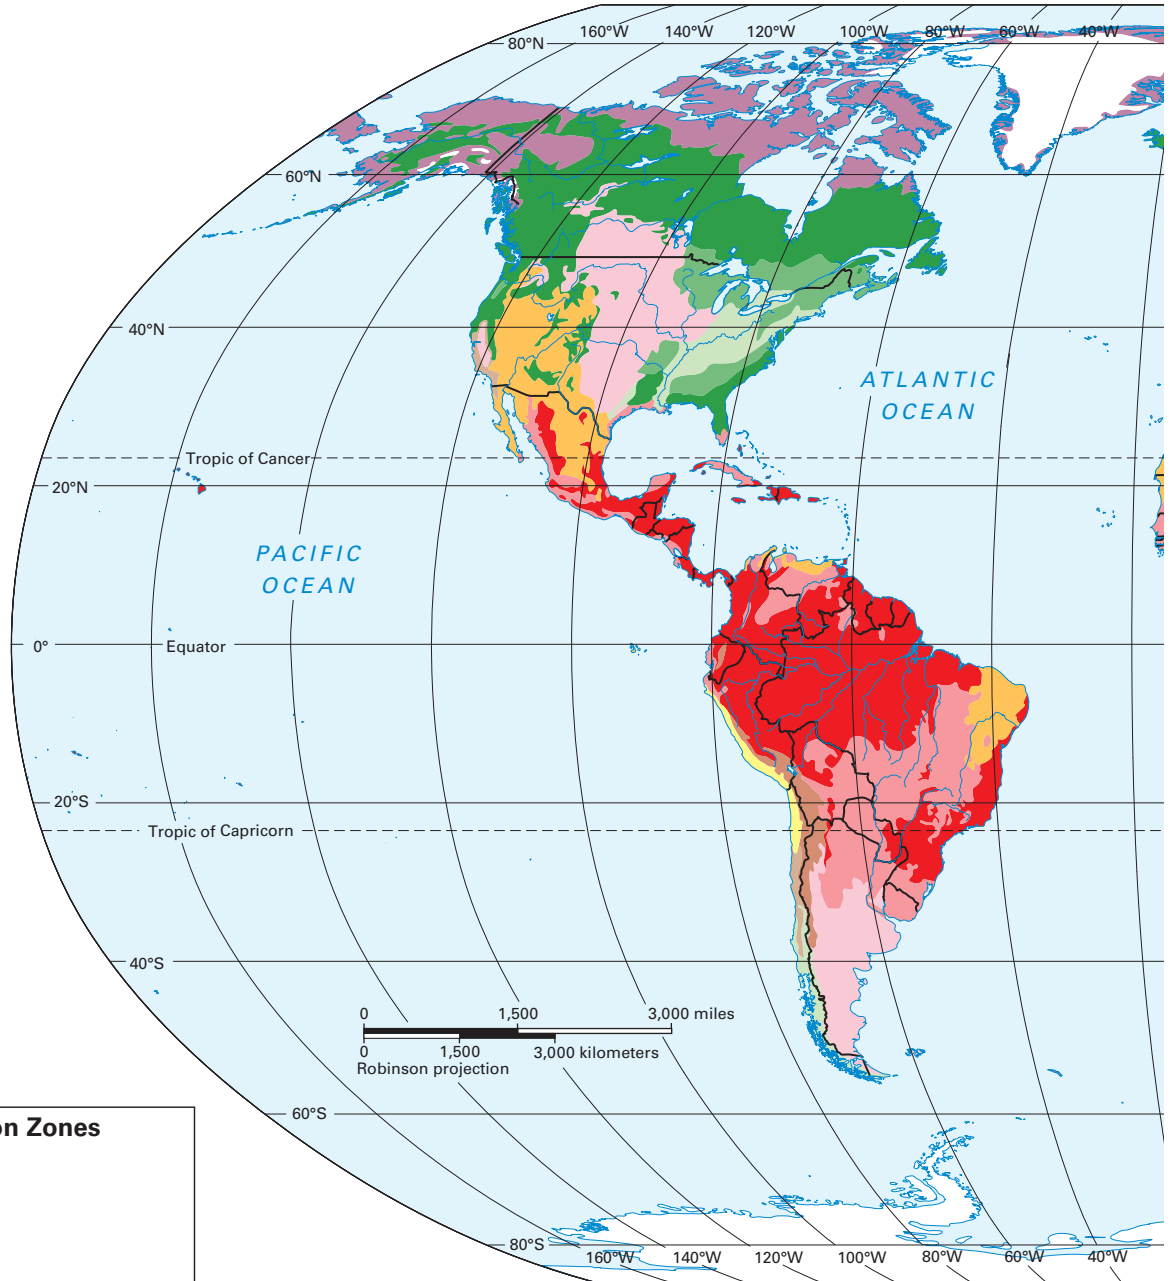 160°W 140°W 120°W 100°W 80°W 60°W 40°W
80°N
60°N
40°N
ATLANTIC
OCEAN
Tropic of Cancer
20°N
PACIFIC
OCEAN
0°
Equator
20°S
Tropic of Capricorn
40°S
0 1,500 3,000 miles
0 1,500 3,000 kilometers
Robinson projection
60°S
on Zones
80°S
160°W 140°W 120°W 100°W 80°W 60°W 40°W